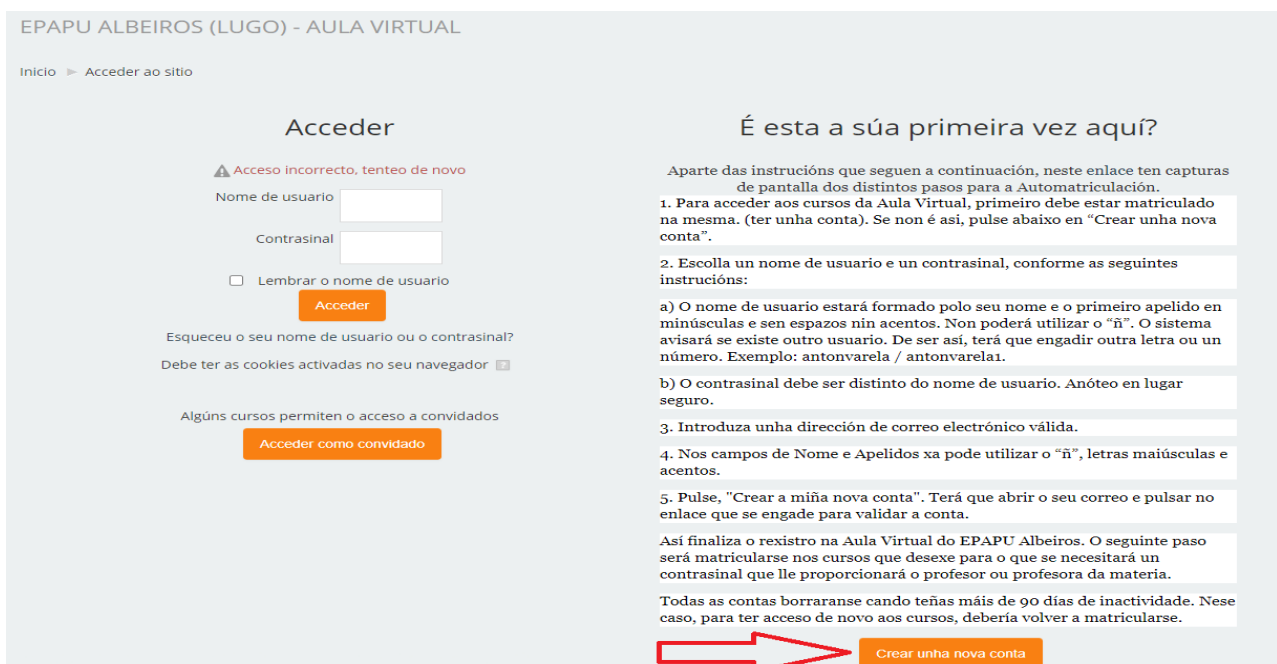 EPAPU ALBEIROS (LUGO) - AULA VIRTUAL
Inicio ► Acceder ao sitio
Acceder
Acceso incorrecto, tenteo de novo
Nome de usuario
Contrasinal
Lembrar o nome de usuario
Acceder
Esqueceu o seu nome de usuario ou o contrasinal?
Debe ter as cookies activadas no seu navegador ?
Algúns cursos permiten o acceso a convidados
Acceder como convidado
É esta a súa primeira vez aquí?
Aparte das instrucións que seguen a continuación, neste enlace ten capturas
de pantalla dos distintos pasos para a Automatriculación.
1. Para acceder aos cursos da Aula Virtual, primeiro debe estar matriculado
na mesma. (ter unha conta). Se non é asi, pulse abaixo en “Crear unha nova
conta”.
2. Escolla un nome de usuario e un contrasinal, conforme as seguintes
instrucións:
a) O nome de usuario estará formado polo seu nome e o primeiro apelido en
minúsculas e sen espazos nin acentos. Non poderá utilizar o “ñ”. O sistema
avisará se existe outro usuario. De ser así, terá que engadir outra letra ou un
número. Exemplo: antonvarela / antonvarela1.
b) O contrasinal debe ser distinto do nome de usuario. Anóteo en lugar
seguro.
3. Introduza unha dirección de correo electrónico válida.
4. Nos campos de Nome e Apelidos xa pode utilizar o “ñ”, letras maiúsculas e
acentos.
5. Pulse, "Crear a miña nova conta". Terá que abrir o seu correo e pulsar no
enlace que se engade para validar a conta.
Así finaliza o rexistro na Aula Virtual do EPAPU Albeiros. O seguinte paso
será matricularse nos cursos que desexe para o que se necesitará un
contrasinal que lle proporcionará o profesor ou profesora da materia.
Todas as contas borraranse cando teñas máis de 90 días de inactividade. Nese
caso, para ter acceso de novo aos cursos, debería volver a matricularse.
Crear unha nova conta